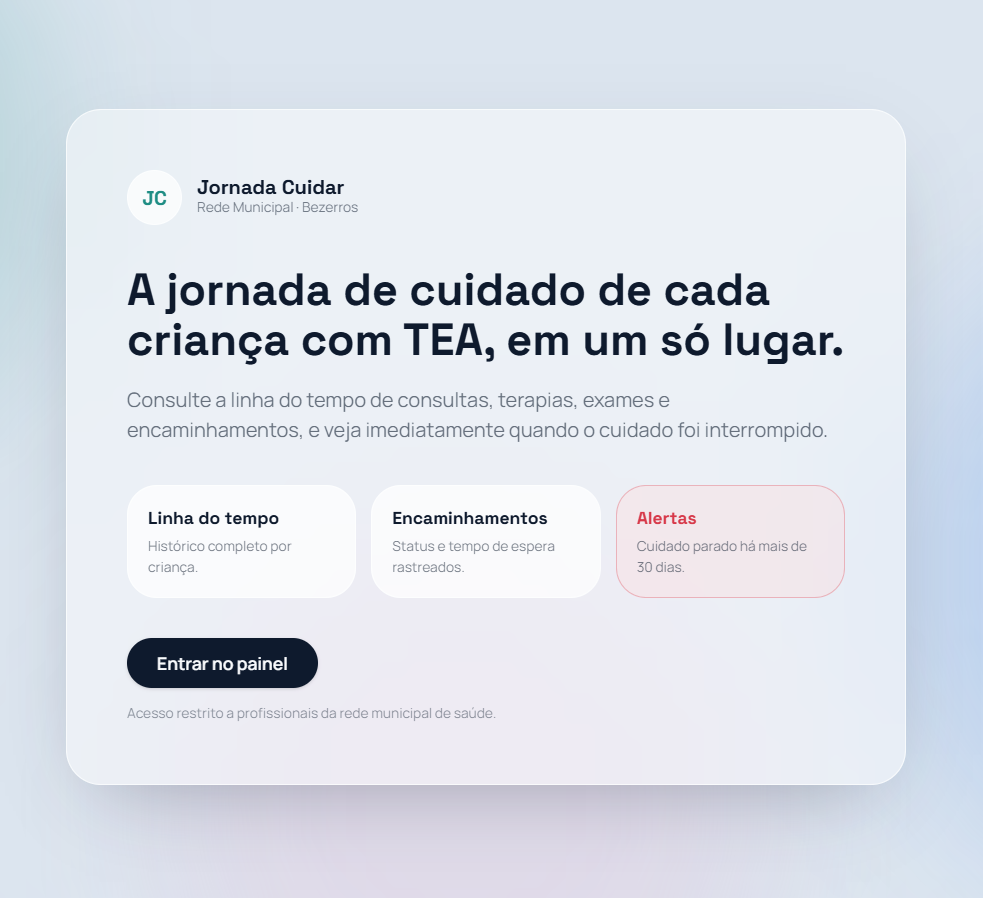 JC
Jornada Cuidar
Rede Municipal · Bezerros
A jornada de cuidado de cada
criança com TEA, em um só lugar.
Consulte a linha do tempo de consultas, terapias, exames e
encaminhamentos, e veja imediatamente quando o cuidado foi interrompido.
Linha do tempo
Histórico completo por
criança.
Encaminhamentos
Status e tempo de espera
rastreados.
Alertas
Cuidado parado há mais de
30 dias.
Entrar no painel
Acesso restrito a profissionais da rede municipal de saúde.